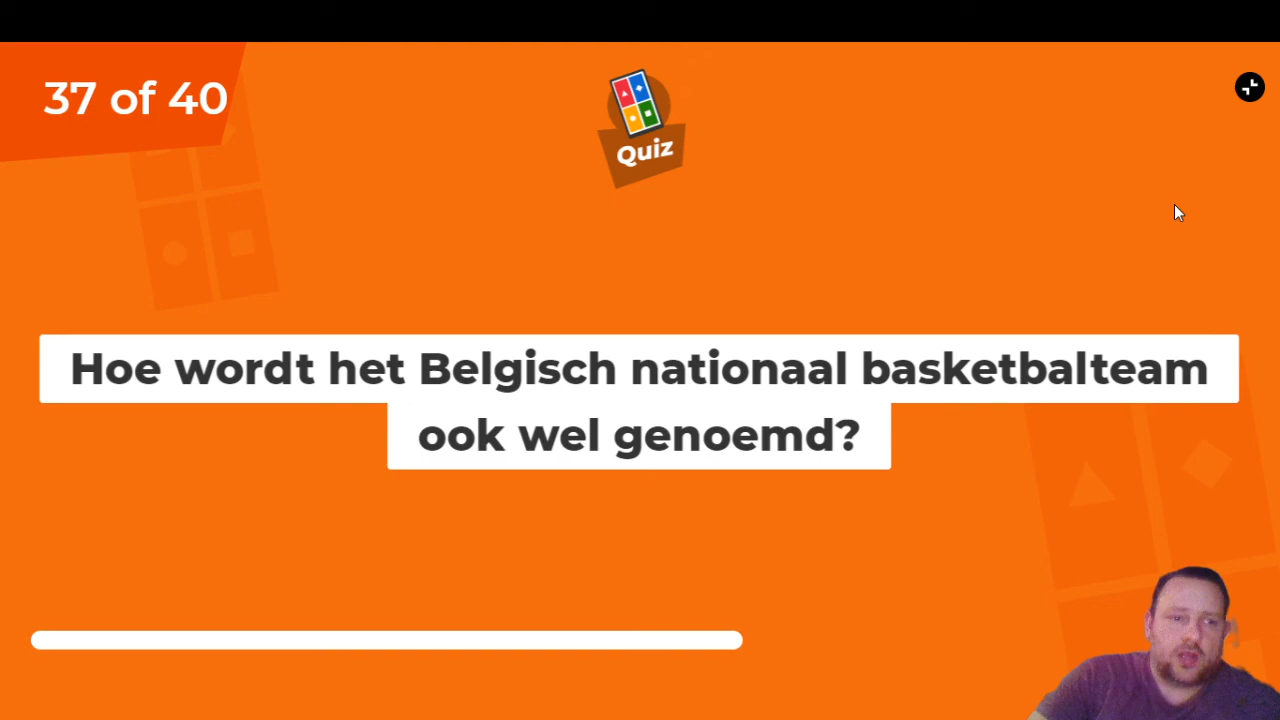 37 of 40
Quiz
Hoe wordt het Belgisch nationaal basketbalteam
ook wel genoemd?